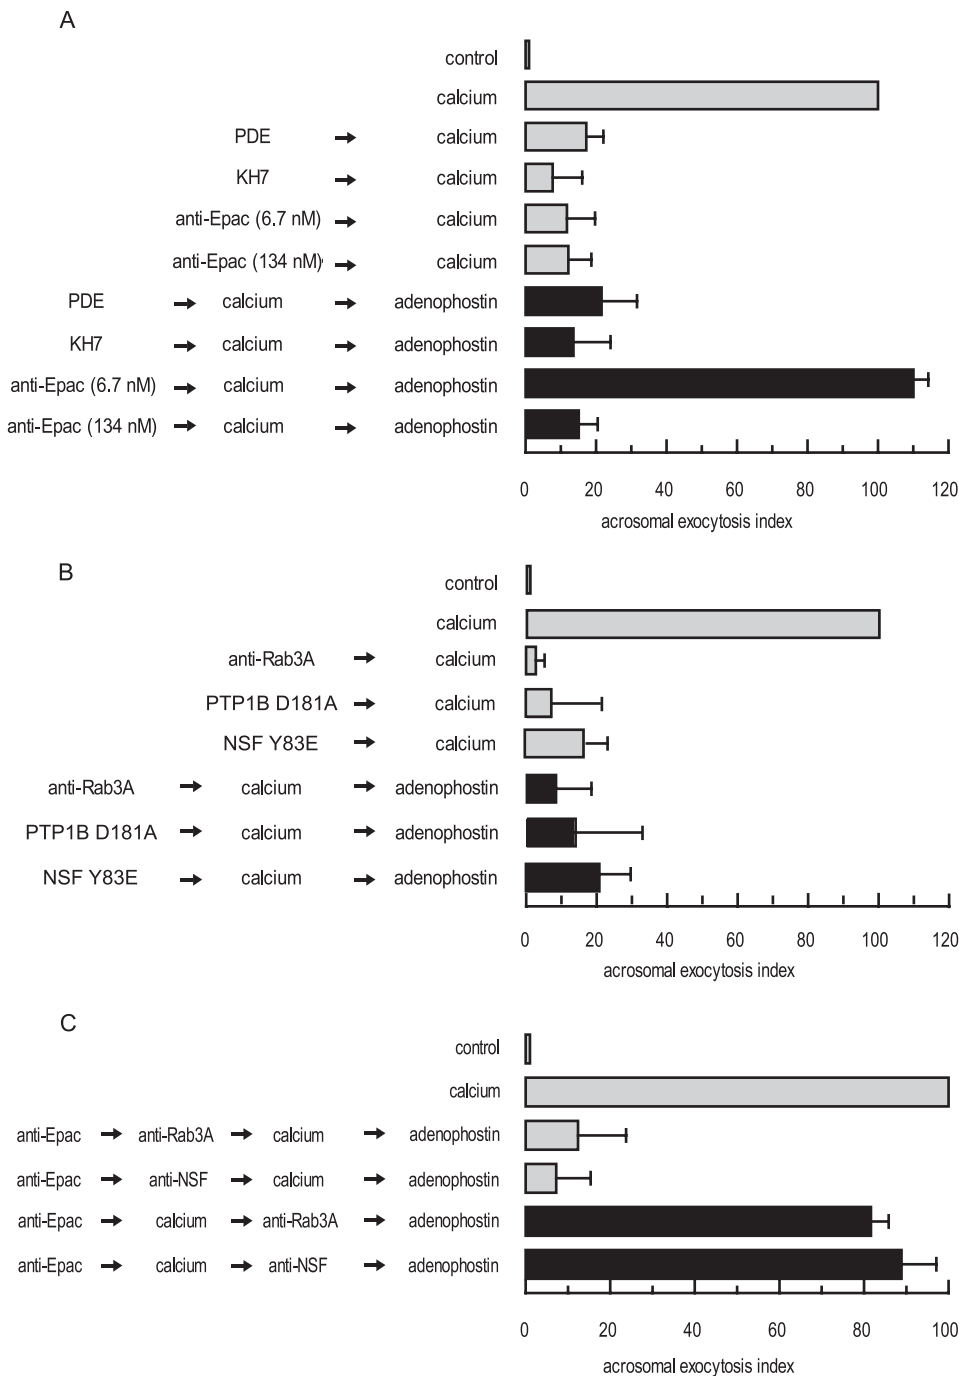 A
control
calcium
PDE → calcium
KH7 → calcium
anti-Epac (6.7 nM) → calcium
anti-Epac (134 nM) → calcium
PDE → calcium → adenophostin
KH7 → calcium → adenophostin
anti-Epac (6.7 nM) → calcium → adenophostin
anti-Epac (134 nM) → calcium → adenophostin
0 20 40 60 80 100 120
acrosomal exocytosis index
B
control
calcium
anti-Rab3A → calcium
PTP1B D181A → calcium
NSF Y83E → calcium
anti-Rab3A → calcium → adenophostin
PTP1B D181A → calcium → adenophostin
NSF Y83E → calcium → adenophostin
0 20 40 60 80 100 120
acrosomal exocytosis index
C
control
calcium
anti-Epac → anti-Rab3A → calcium → adenophostin
anti-Epac → anti-NSF → calcium → adenophostin
anti-Epac → calcium → anti-Rab3A → adenophostin
anti-Epac → calcium → anti-NSF → adenophostin
0 20 40 60 80 100
acrosomal exocytosis index